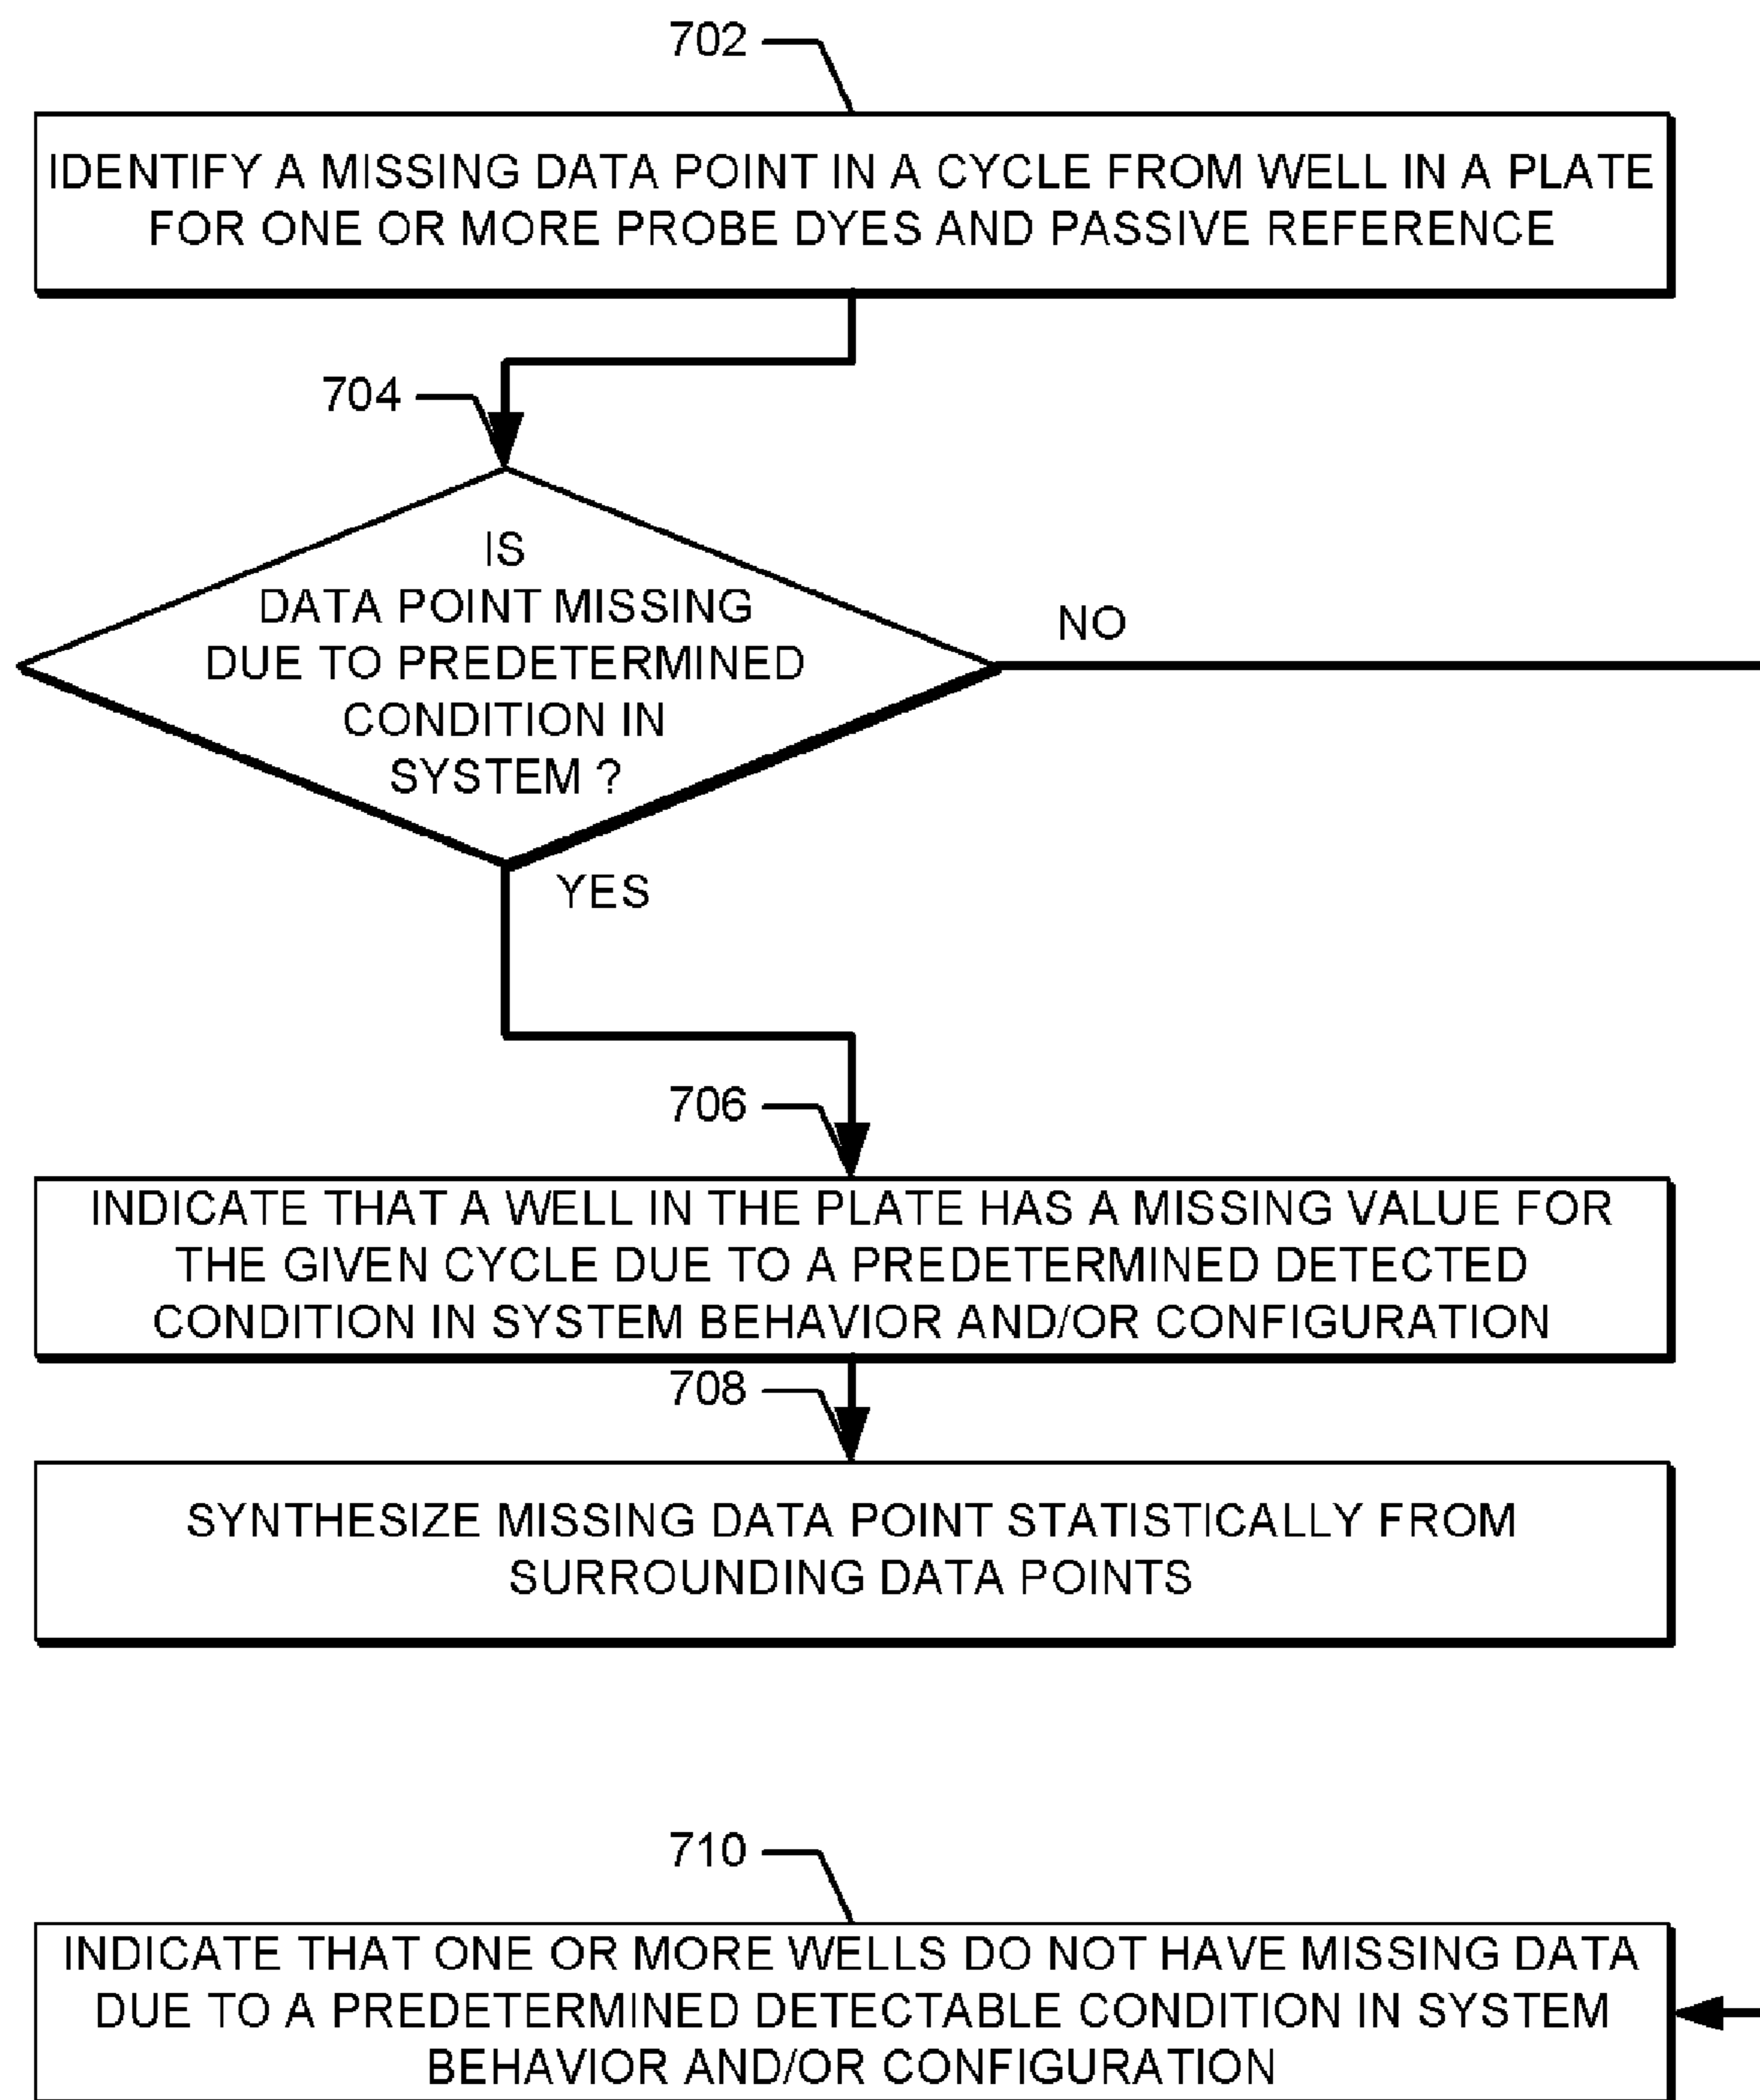 702
IDENTIFY A MISSING DATA POINT IN A CYCLE FROM WELL IN A PLATE
FOR ONE OR MORE PROBE DYES AND PASSIVE REFERENCE
704
IS
DATA POINT MISSING
DUE TO PREDETERMINED
CONDITION IN
SYSTEM ?
NO
YES
706
INDICATE THAT A WELL IN THE PLATE HAS A MISSING VALUE FOR
THE GIVEN CYCLE DUE TO A PREDETERMINED DETECTED
CONDITION IN SYSTEM BEHAVIOR AND/OR CONFIGURATION
708
SYNTHESIZE MISSING DATA POINT STATISTICALLY FROM
SURROUNDING DATA POINTS
710
INDICATE THAT ONE OR MORE WELLS DO NOT HAVE MISSING DATA
DUE TO A PREDETERMINED DETECTABLE CONDITION IN SYSTEM
BEHAVIOR AND/OR CONFIGURATION